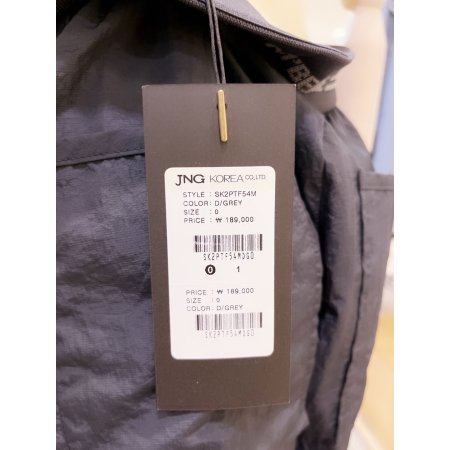 JNG KOREA CO.,LTD.
STYLE : SK2PTF54M
COLOR: D/GREY
SIZE : 0
PRICE : ₩ 189,000
SK2PTF54MDG0
0 1
PRICE : ₩ 189,000
SIZE : 0
COLOR: D/GREY